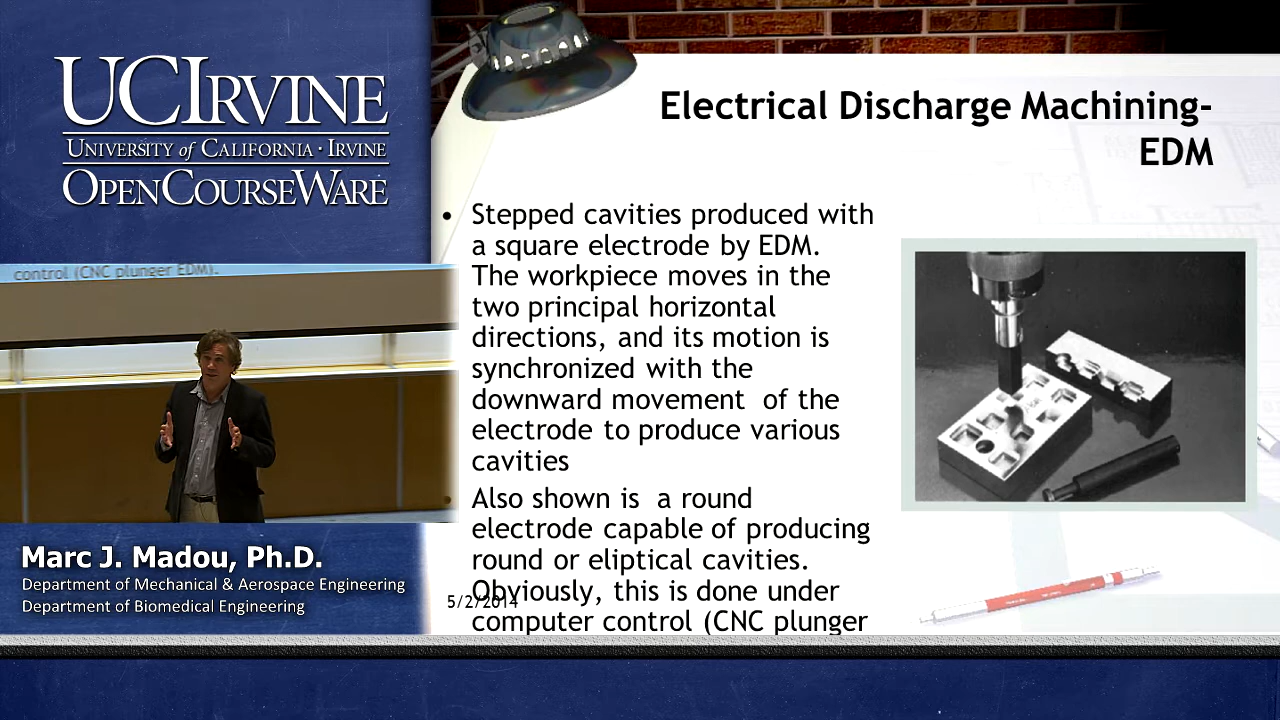 UCIRVINE
UNIVERSITY of CALIFORNIA · IRVINE
OPENCOURSEWARE
control (CNC plunger EDM).
Marc J. Madou, Ph.D.
Department of Mechanical & Aerospace Engineering
Department of Biomedical Engineering
Electrical Discharge Machining-
EDM
• Stepped cavities produced with
a square electrode by EDM.
The workpiece moves in the
two principal horizontal
directions, and its motion is
synchronized with the
downward movement of the
electrode to produce various
cavities
• Also shown is a round
electrode capable of producing
round or eliptical cavities.
Obviously, this is done under
computer control (CNC plunger
5/2/2014